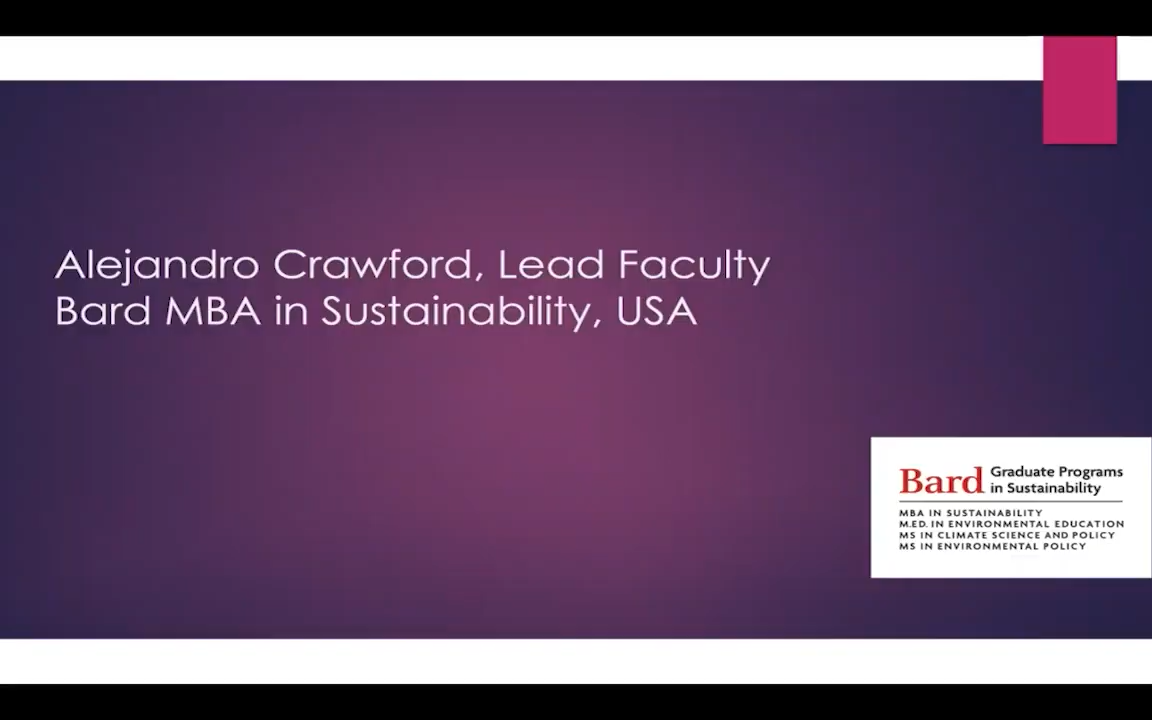 Alejandro Crawford, Lead Faculty
Bard MBA in Sustainability, USA
Bard Graduate Programs
in Sustainability
MBA IN SUSTAINABILITY
M.ED. IN ENVIRONMENTAL EDUCATION
MS IN CLIMATE SCIENCE AND POLICY
MS IN ENVIRONMENTAL POLICY